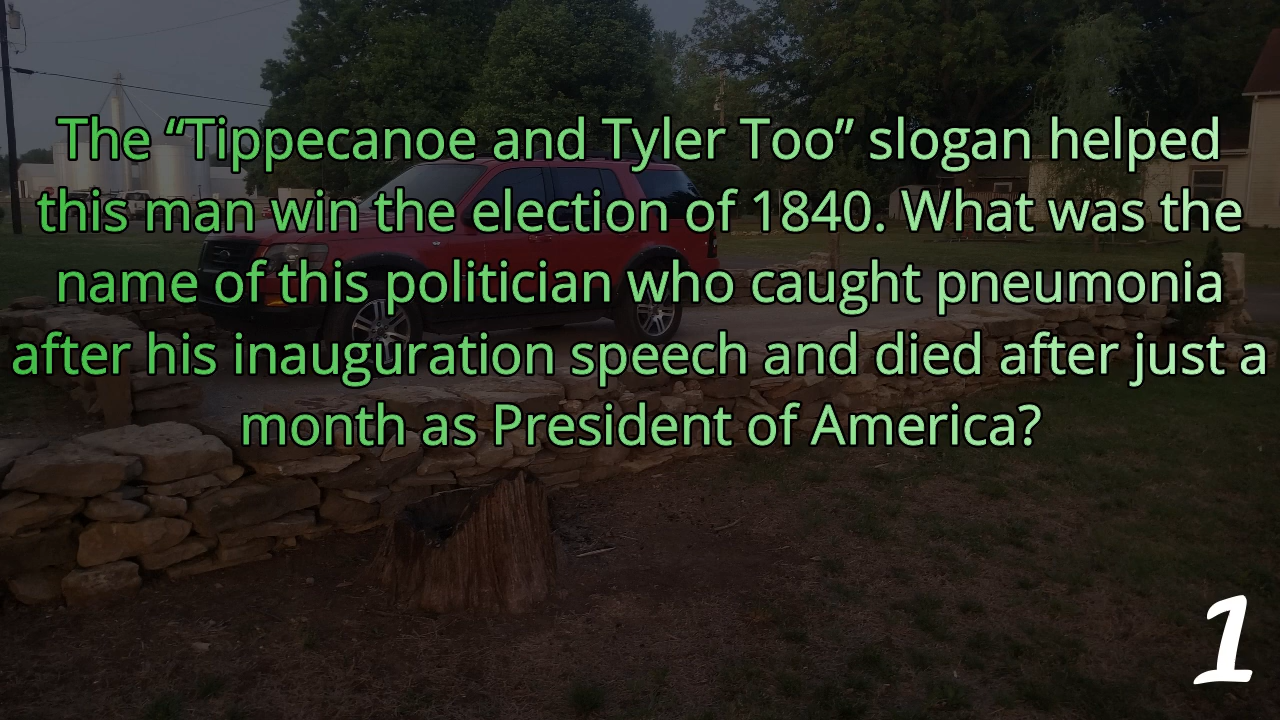 The “Tippecanoe and Tyler Too” slogan helped
this man win the election of 1840. What was the
name of this politician who caught pneumonia
after his inauguration speech and died after just a
month as President of America?
1